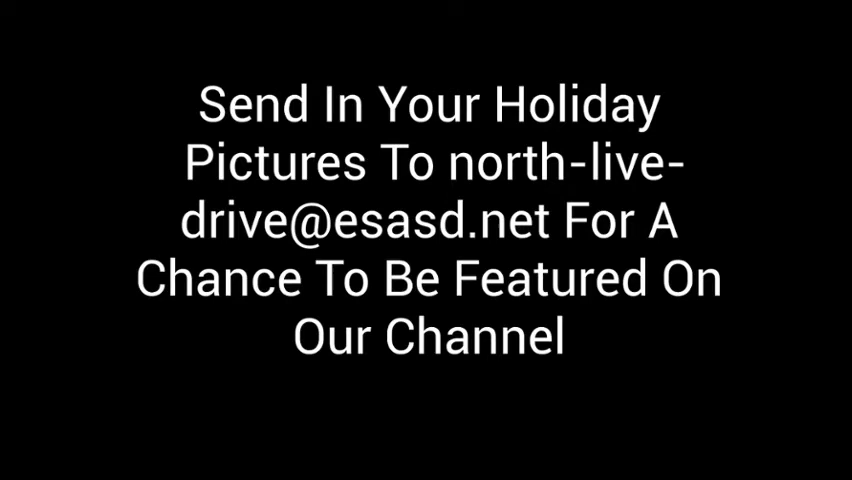 Send In Your Holiday
Pictures To north-live-
drive@esasd.net For A
Chance To Be Featured On
Our Channel